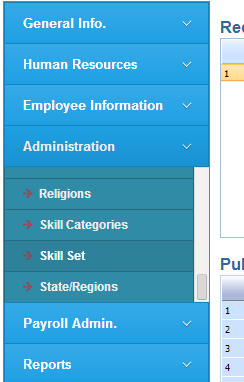 General Info.
Human Resources
Employee Information
Administration
Religions
Skill Categories
Skill Set
State/Regions
Payroll Admin.
Reports
1
1
2
3
4